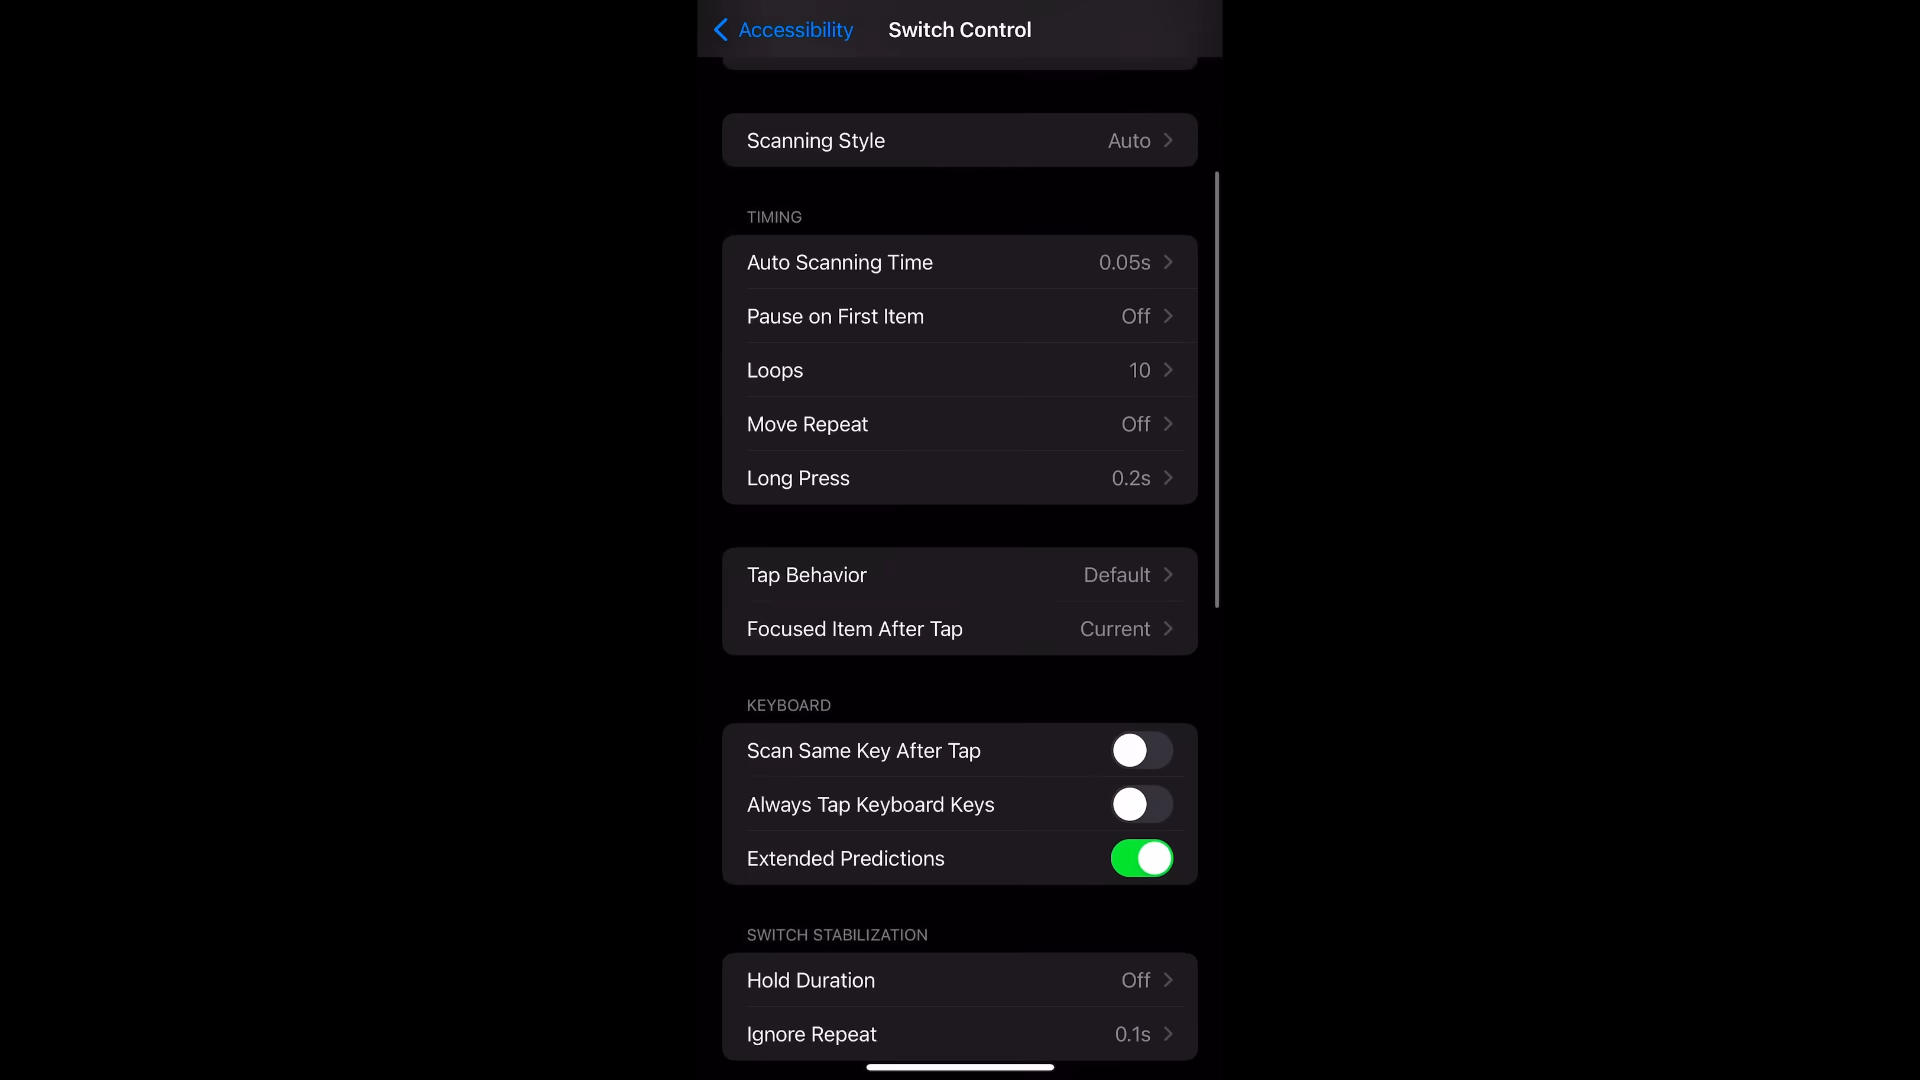 Accessibility Switch Control
Scanning Style Auto
TIMING
Auto Scanning Time 0.05s
Pause on First Item Off
Loops 10
Move Repeat Off
Long Press 0.2s
Tap Behavior Default
Focused Item After Tap Current
KEYBOARD
Scan Same Key After Tap
Always Tap Keyboard Keys
Extended Predictions
SWITCH STABILIZATION
Hold Duration Off
Ignore Repeat 0.1s